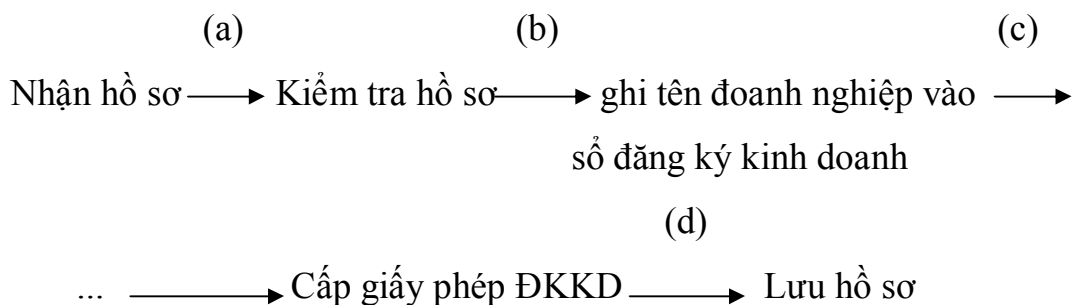 (a) (b) (c)
Nhận hồ sơ Kiểm tra hồ sơ ghi tên đoanh nghiệp vào
sổ đăng ký kinh doanh
(d)
... Cấp giấy phép ĐKKD Lưu hồ sơ